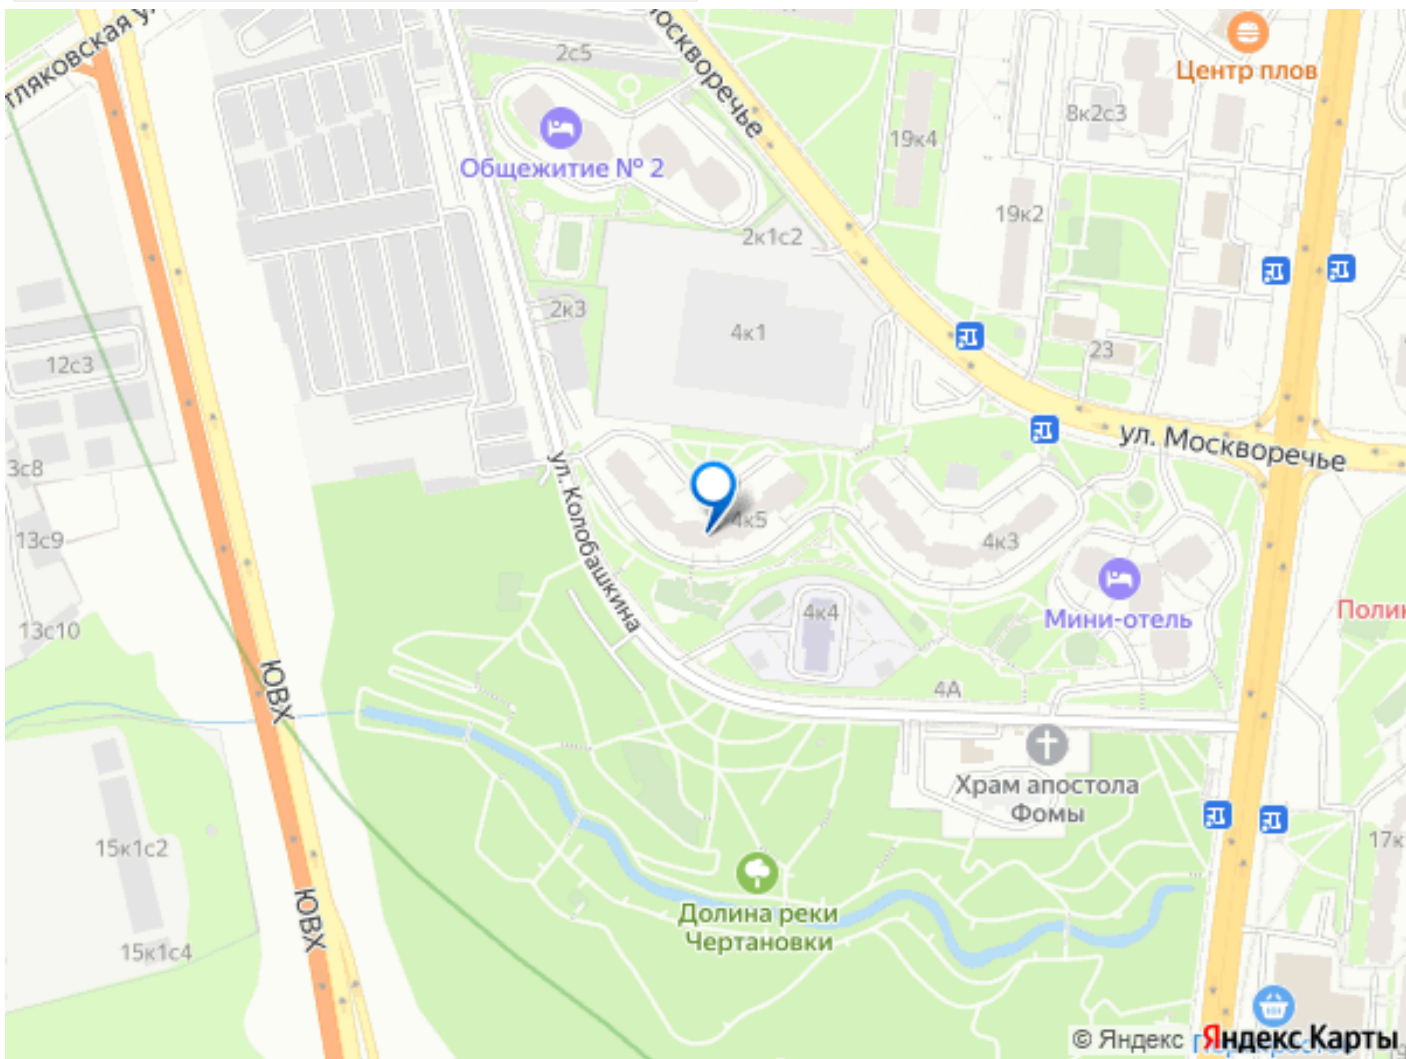 2с5
Центр плов
Москворечье
8к2с3
19к4
Общежитие № 2
19к2
2к1с2
2к3
4к1
23
12с3
ул. Москворечье
3с8
ул. Колобашкина
4к5
4к3
13с9
4к4
Мини-отель
13с10
ЮВХ
4А
Храм апостола
Фомы
15к1с2
ЮВХ
Долина реки
Чертановки
15к1с4
© Яндекс Яндекс Карты